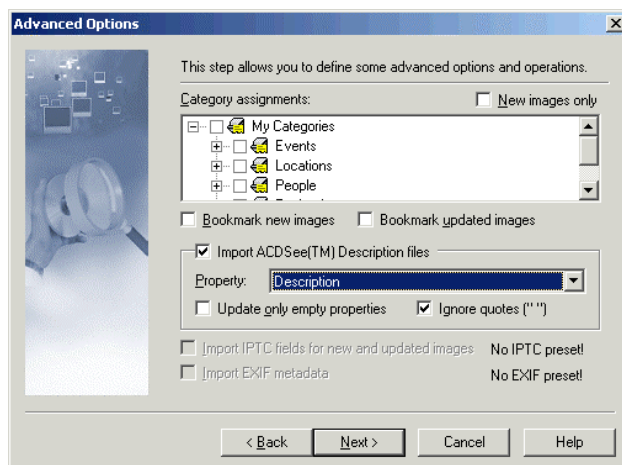 Advanced Options
This step allows you to define some advanced options and operations.
Category assignments:
New images only
My Categories
Events
Locations
People
Bookmark new images
Bookmark updated images
Import ACDSee(TM) Description files
Property:
Description
Update only empty properties
Ignore quotes (" ")
Import IPTC fields for new and updated images
No IPTC preset!
Import EXIF metadata
No EXIF preset!
< Back
Next >
Cancel
Help